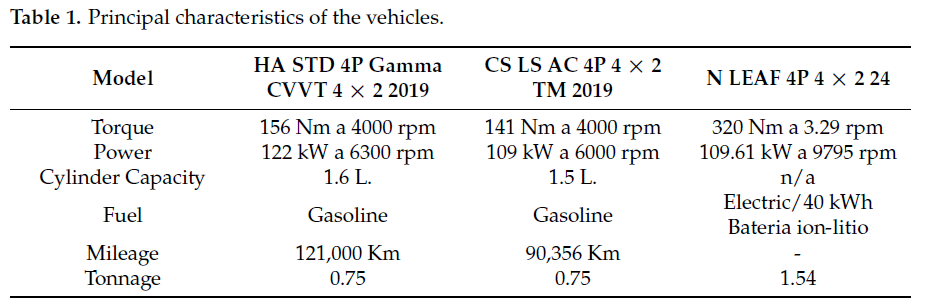 Table 1. Principal characteristics of the vehicles.
Model HA STD 4P Gamma CVVT 4 × 2 2019 CS LS AC 4P 4 × 2 TM 2019 N LEAF 4P 4 × 2 24
Torque 156 Nm a 4000 rpm 141 Nm a 4000 rpm 320 Nm a 3.29 rpm
Power 122 kW a 6300 rpm 109 kW a 6000 rpm 109.61 kW a 9795 rpm
Cylinder Capacity 1.6 L. 1.5 L. n/a
Fuel Gasoline Gasoline Electric/40 kWh Bateria ion-litio
Mileage 121,000 Km 90,356 Km -
Tonnage 0.75 0.75 1.54